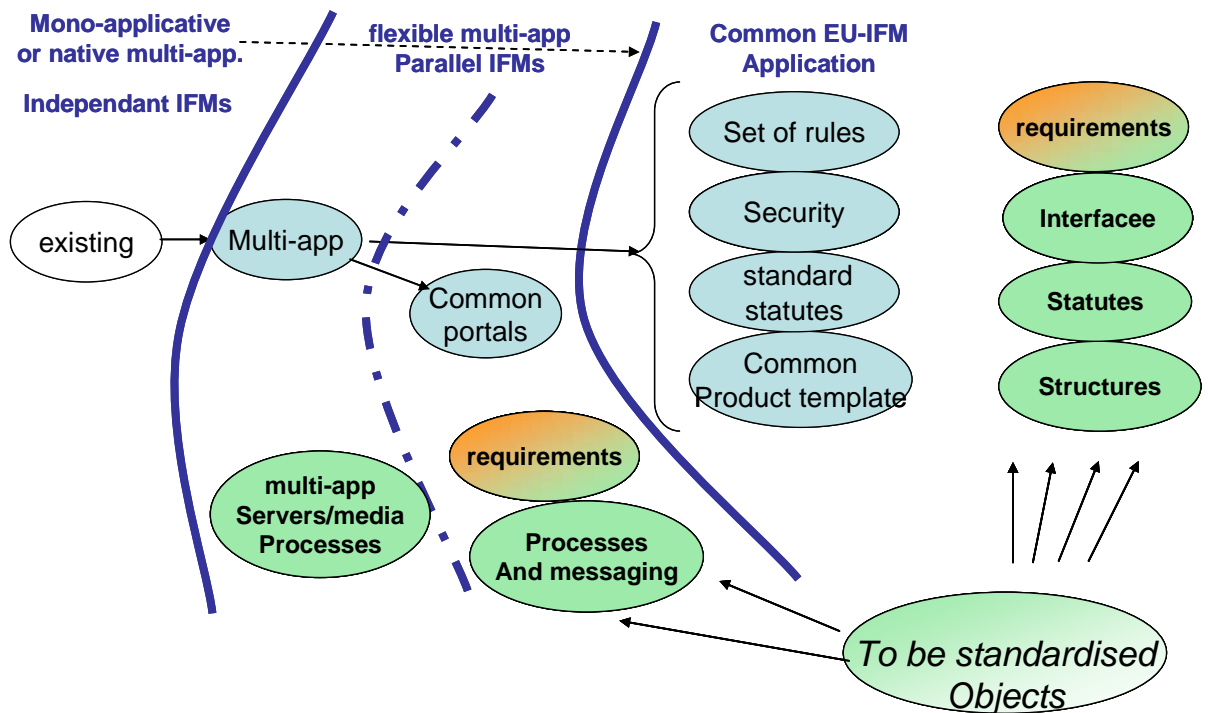 Mono-applicative
or native multi-app.
Independant IFMs
flexible multi-app
Parallel IFMs
Common EU-IFM
Application
existing
Multi-app
Common
portals
Set of rules
Security
standard
statutes
Common
Product template
requirements
Interfacee
Statutes
Structures
multi-app
Servers/media
Processes
requirements
Processes
And messaging
To be standardised
Objects